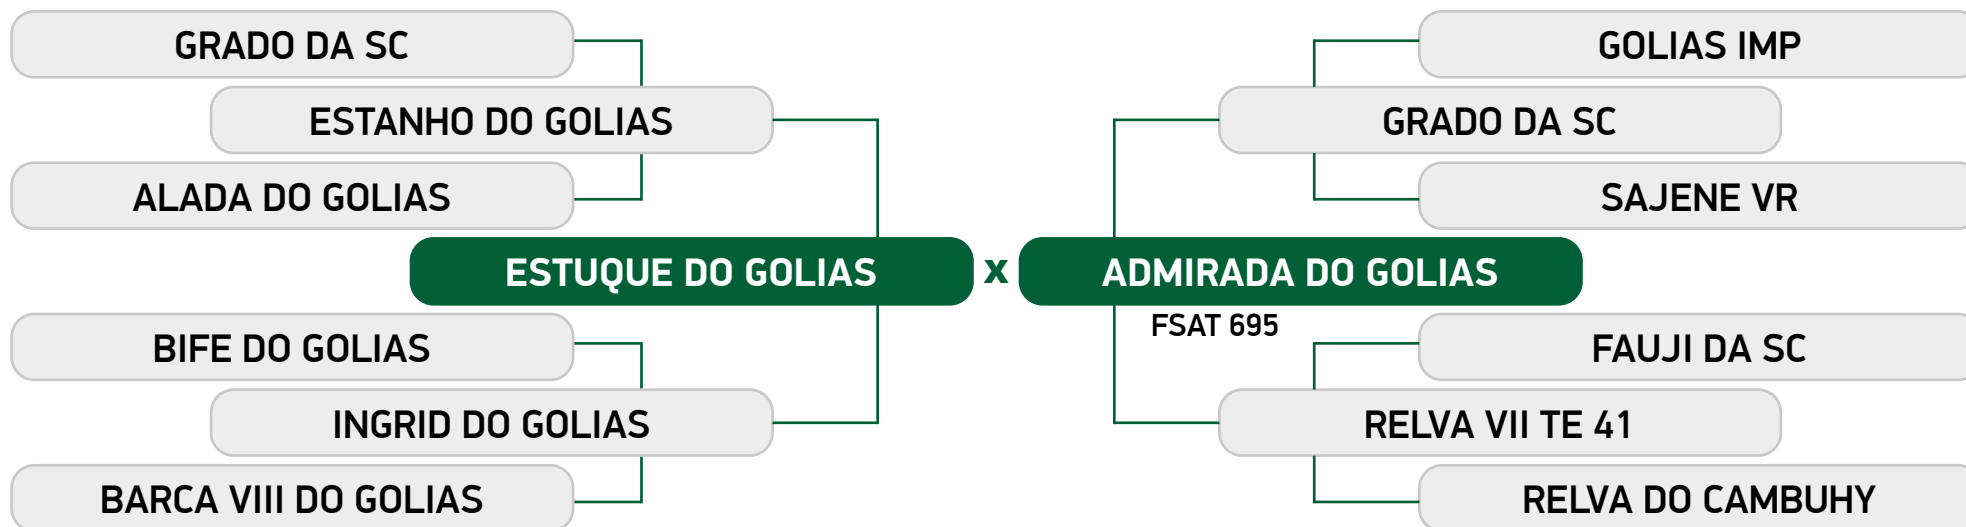 GRADO DA SC
GOLIAS IMP
ESTANHO DO GOLIAS
GRADO DA SC
ALADA DO GOLIAS
SAJENE VR
ESTUQUE DO GOLIAS x ADMIRADA DO GOLIAS
FSAT 695
BIFE DO GOLIAS
FAUJI DA SC
INGRID DO GOLIAS
RELVA VII TE 41
BARCA VIII DO GOLIAS
RELVA DO CAMBUHY